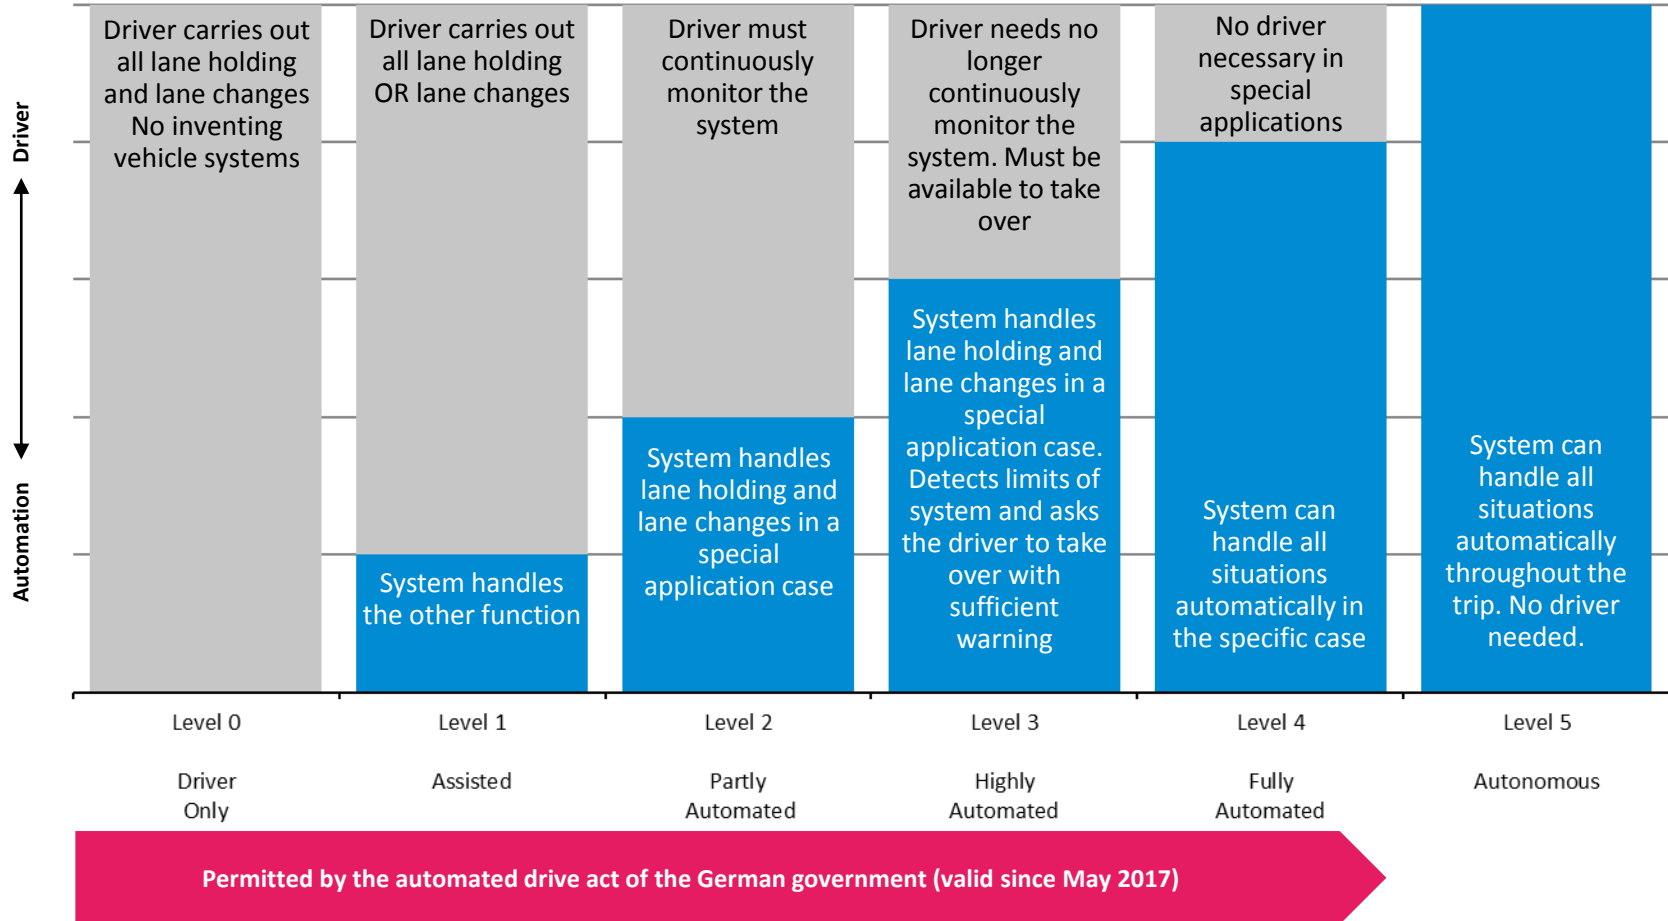 Driver
Automation
Driver carries out
all lane holding
and lane changes
No inventing
vehicle systems
Driver carries out
all lane holding
OR lane changes
System handles
the other function
Driver must
continuously
monitor the
system
System handles
lane holding and
lane changes in a
special
application case
Driver needs no
longer
continuously
monitor the
system. Must be
available to take
over
System handles
lane holding and
lane changes in a
special
application case.
Detects limits of
system and asks
the driver to take
over with
sufficient
warning
No driver
necessary in
special
applications
System can
handle all
situations
automatically in
the specific case
System can
handle all
situations
automatically
throughout the
trip. No driver
needed.
Level 0
Driver
Only
Level 1
Assisted
Level 2
Partly
Automated
Level 3
Highly
Automated
Level 4
Fully
Automated
Level 5
Autonomous
Permitted by the automated drive act of the German government (valid since May 2017)